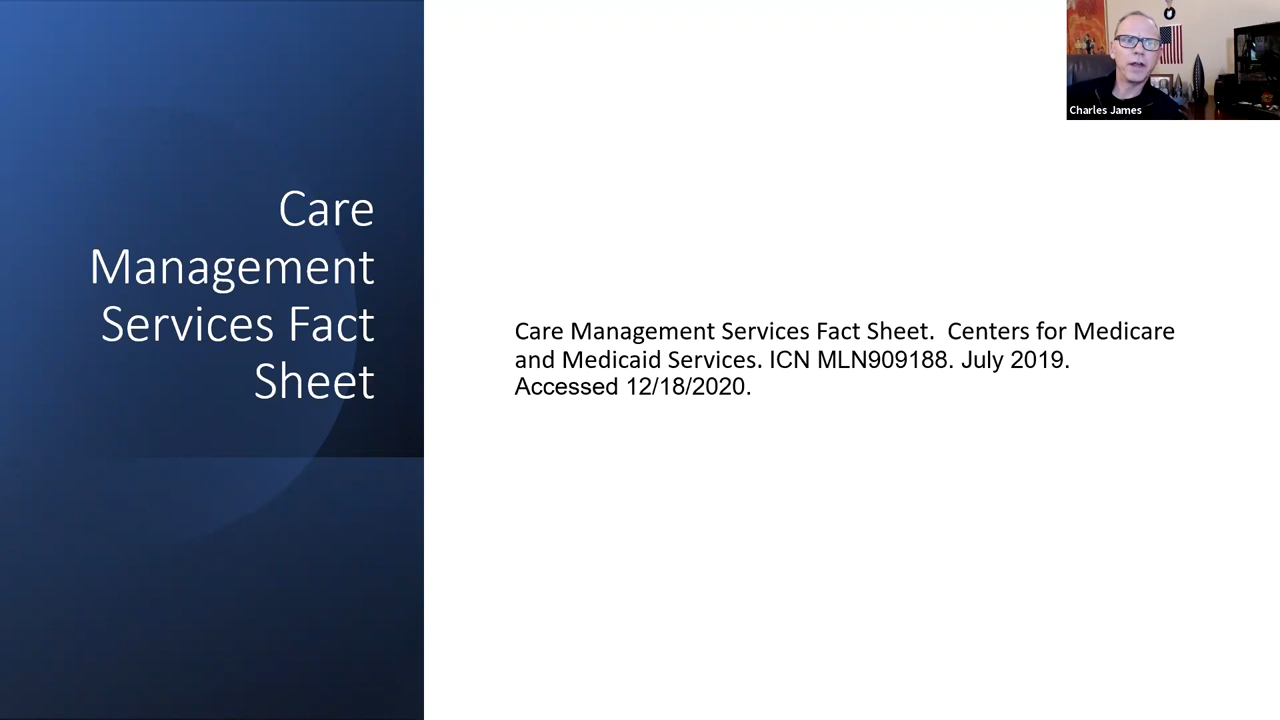 Care
Management
Services Fact
Sheet
Care Management Services Fact Sheet.  Centers for Medicare
and Medicaid Services. ICN MLN909188. July 2019.
Accessed 12/18/2020.
Charles James